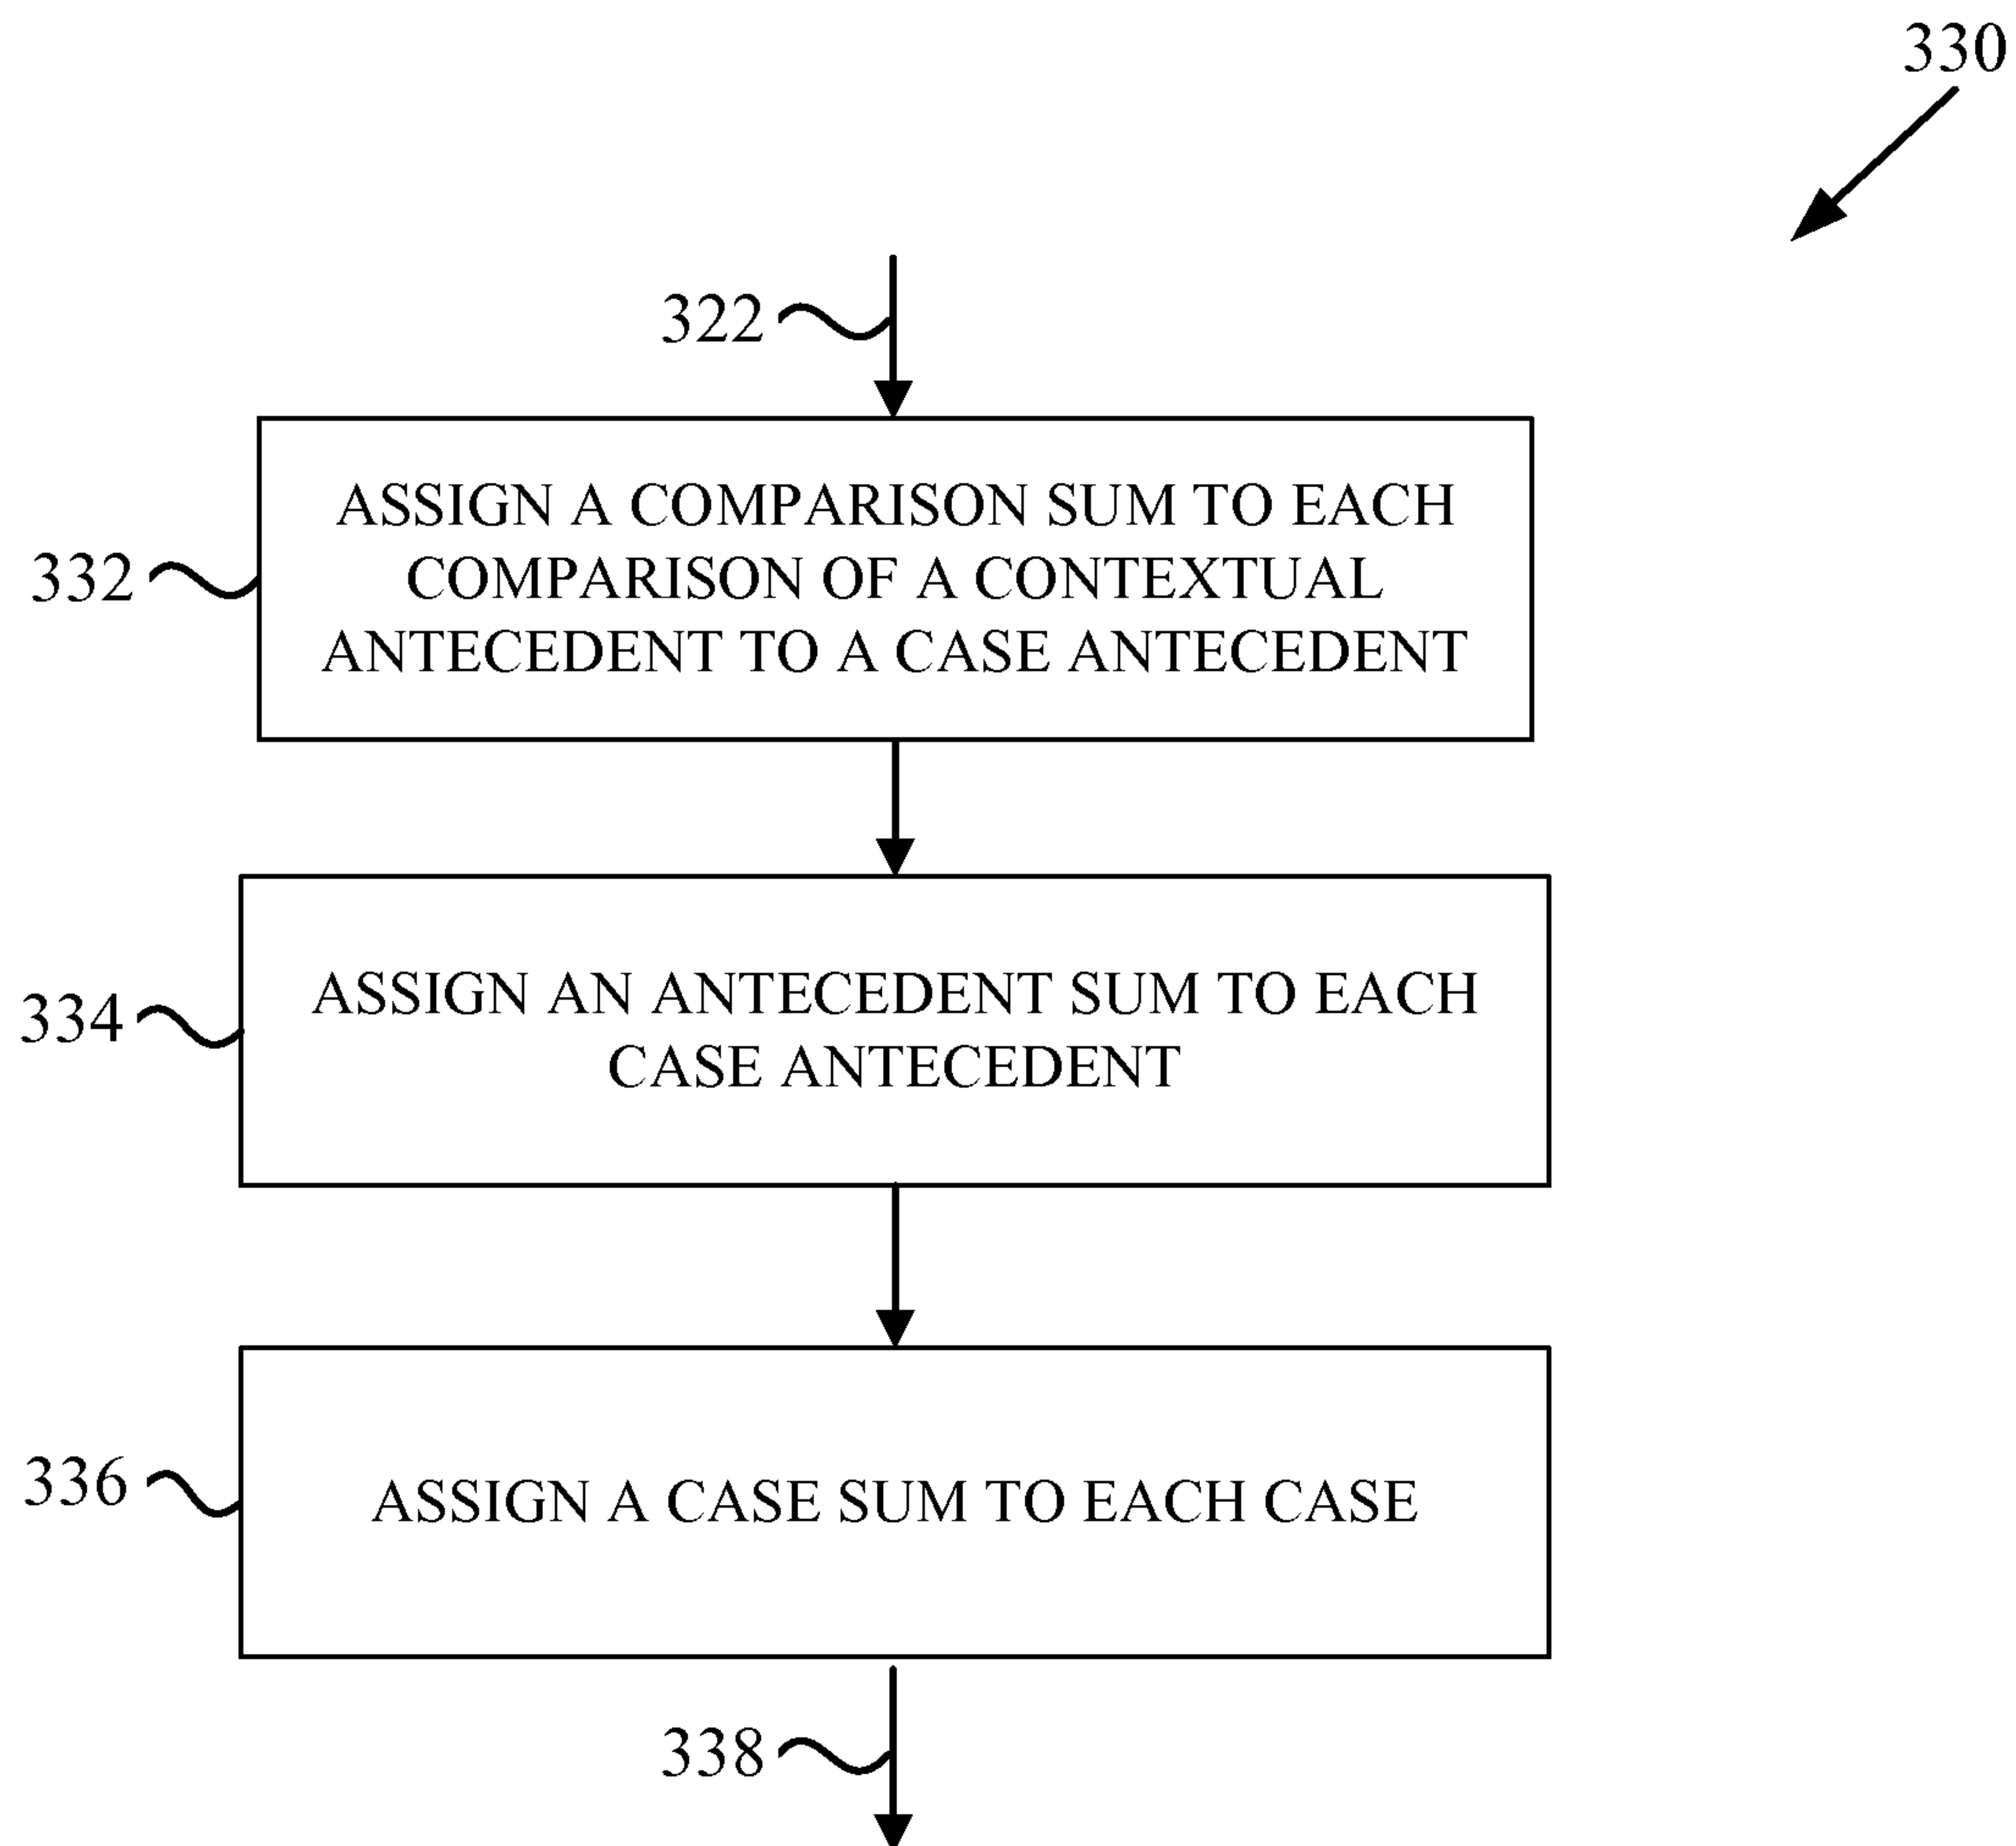 330
322
332
ASSIGN A COMPARISON SUM TO EACH
COMPARISON OF A CONTEXTUAL
ANTECEDENT TO A CASE ANTECEDENT
334
ASSIGN AN ANTECEDENT SUM TO EACH
CASE ANTECEDENT
336
ASSIGN A CASE SUM TO EACH CASE
338